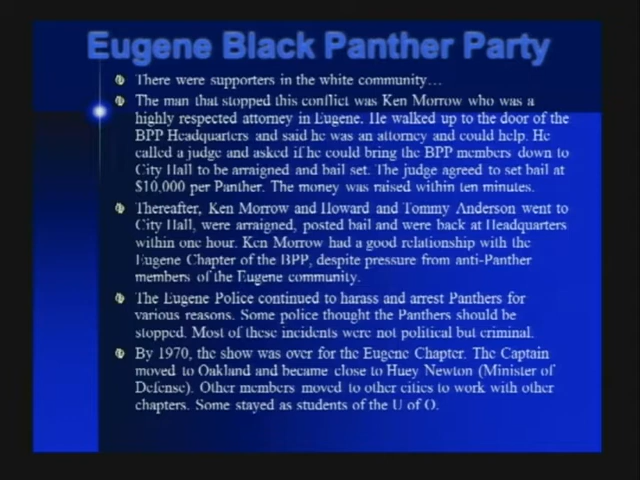 Eugene Black Panther Party
There were supporters in the white community…
The man that stopped this conflict was Ken Morrow who was a
highly respected attorney in Eugene. He walked up to the door of the
BPP Headquarters and said he was an attorney and could help. He
called a judge and asked if he could bring the BPP members down to
City Hall to be arraigned and bail set. The judge agreed to set bail at
$10,000 per Panther. The money was raised within ten minutes.
Thereafter, Ken Morrow and Howard and Tommy Anderson went to
City Hall, were arraigned, posted bail and were back at Headquarters
within one hour. Ken Morrow had a good relationship with the
Eugene Chapter of the BPP, despite pressure from anti-Panther
members of the Eugene community.
The Eugene Police continued to harass and arrest Panthers for
various reasons. Some police thought the Panthers should be
stopped. Most of these incidents were not political but criminal.
By 1970, the show was over for the Eugene Chapter. The Captain
moved to Oakland and became close to Huey Newton (Minister of
Defense). Other members moved to other cities to work with other
chapters. Some stayed as students of the U of O.